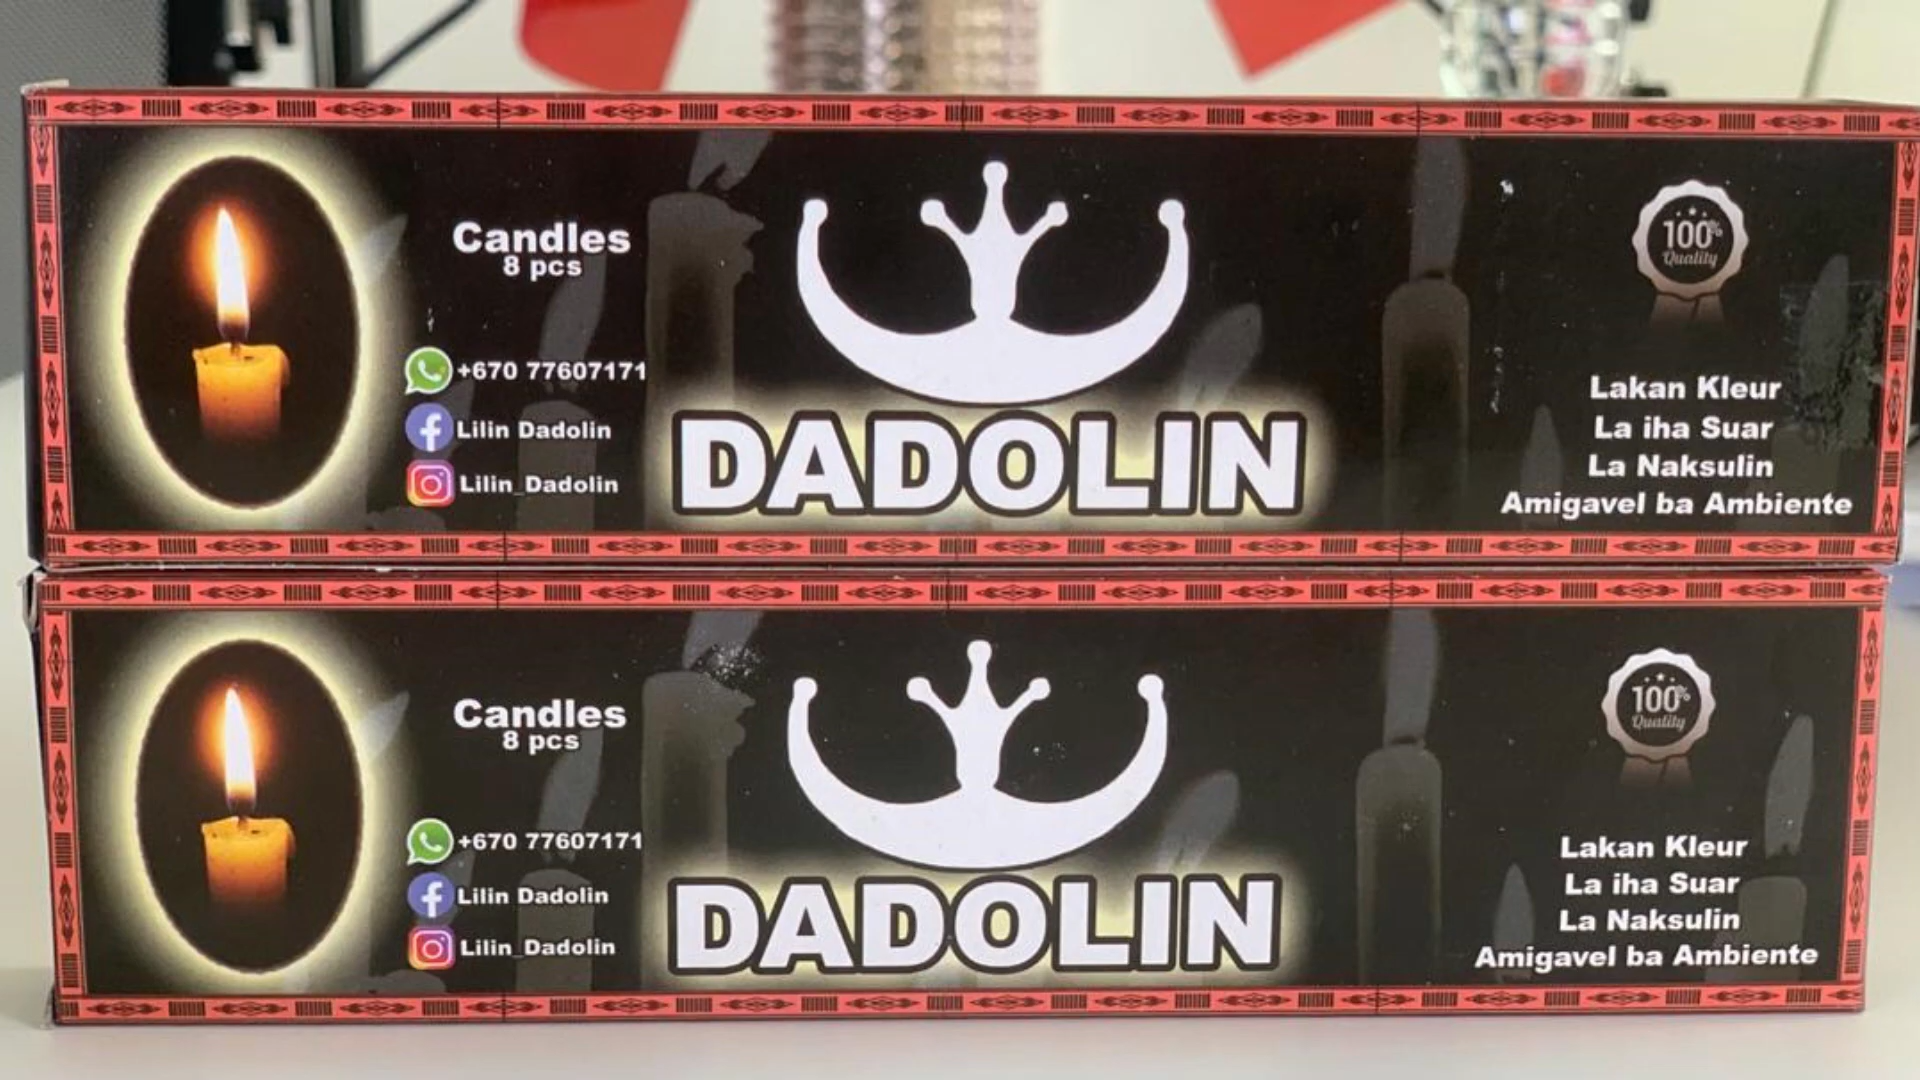 Candles
8 pcs
+670 77607171
Lilin Dadolin
Lilin_Dadolin
DADOLIN
100%
Quality
Lakan Kleur
La iha Suar
La Naksulin
Amigavel ba Ambiente
Candles
8 pcs
+670 77607171
Lilin Dadolin
Lilin_Dadolin
DADOLIN
100%
Quality
Lakan Kleur
La iha Suar
La Naksulin
Amigavel ba Ambiente